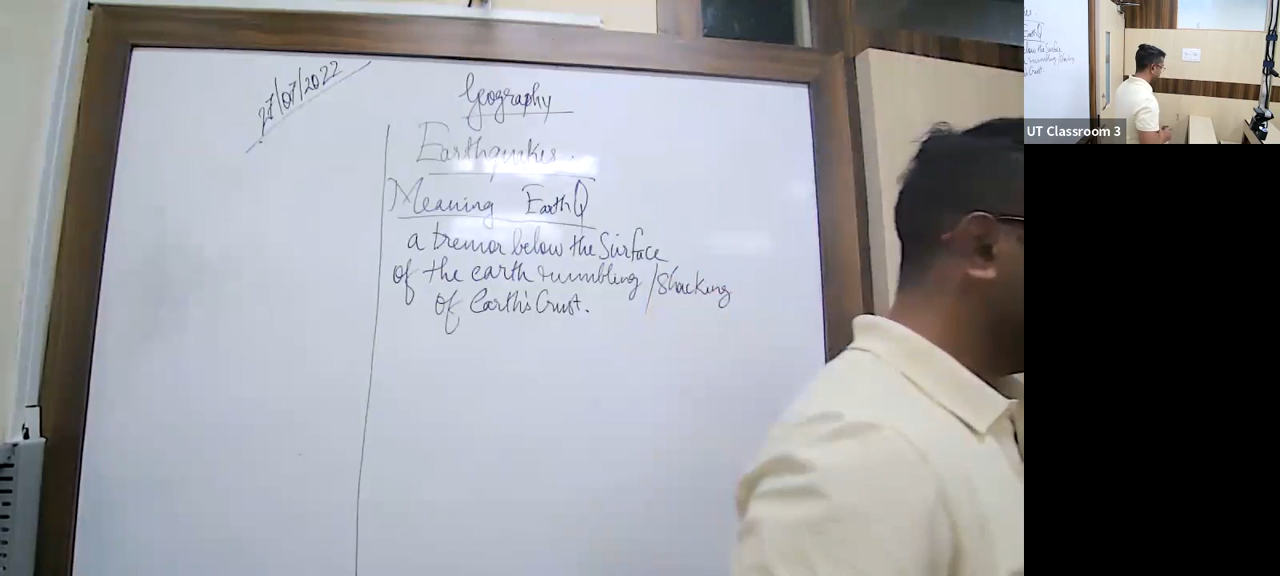 27/07/2022
Geography
Earthqukes.
Meaning EarthQ
a tremor below the Surface
of the earth rumbling / Shacking
of Earth's Crust.
UT Classroom 3